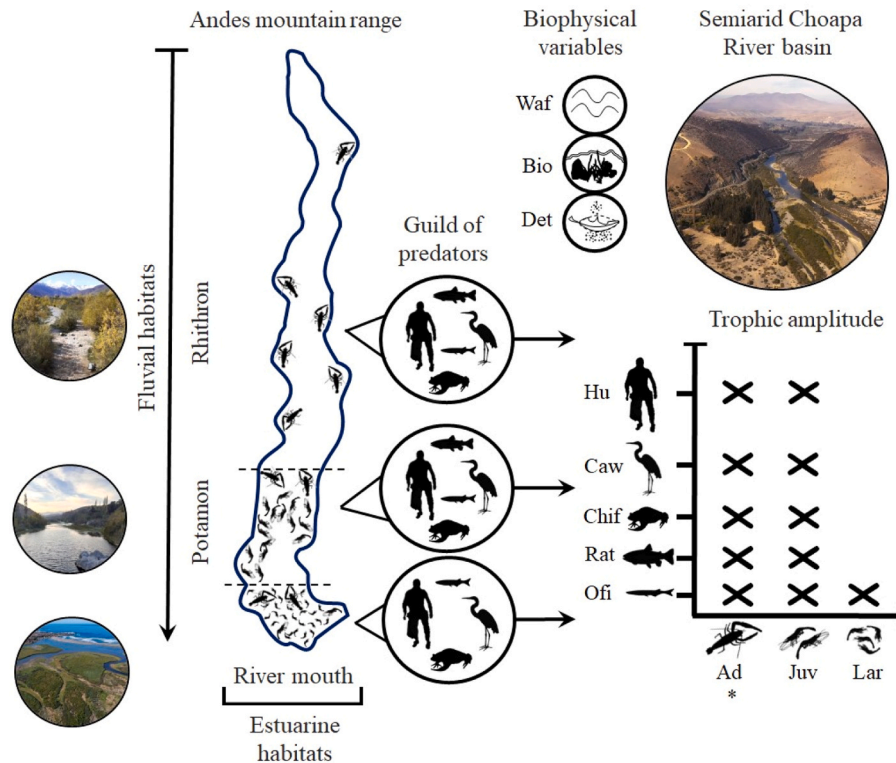 Andes mountain range
Biophysical
variables
Semiarid Choapa
River basin
Waf
Bio
Det
Guild of
predators
Fluvial habitats
Rhithron
Potamon
Trophic amplitude
Hu
Caw
Chif
Rat
Ofi
Ad
*
Juv
Lar
River mouth
Estuarine
habitats